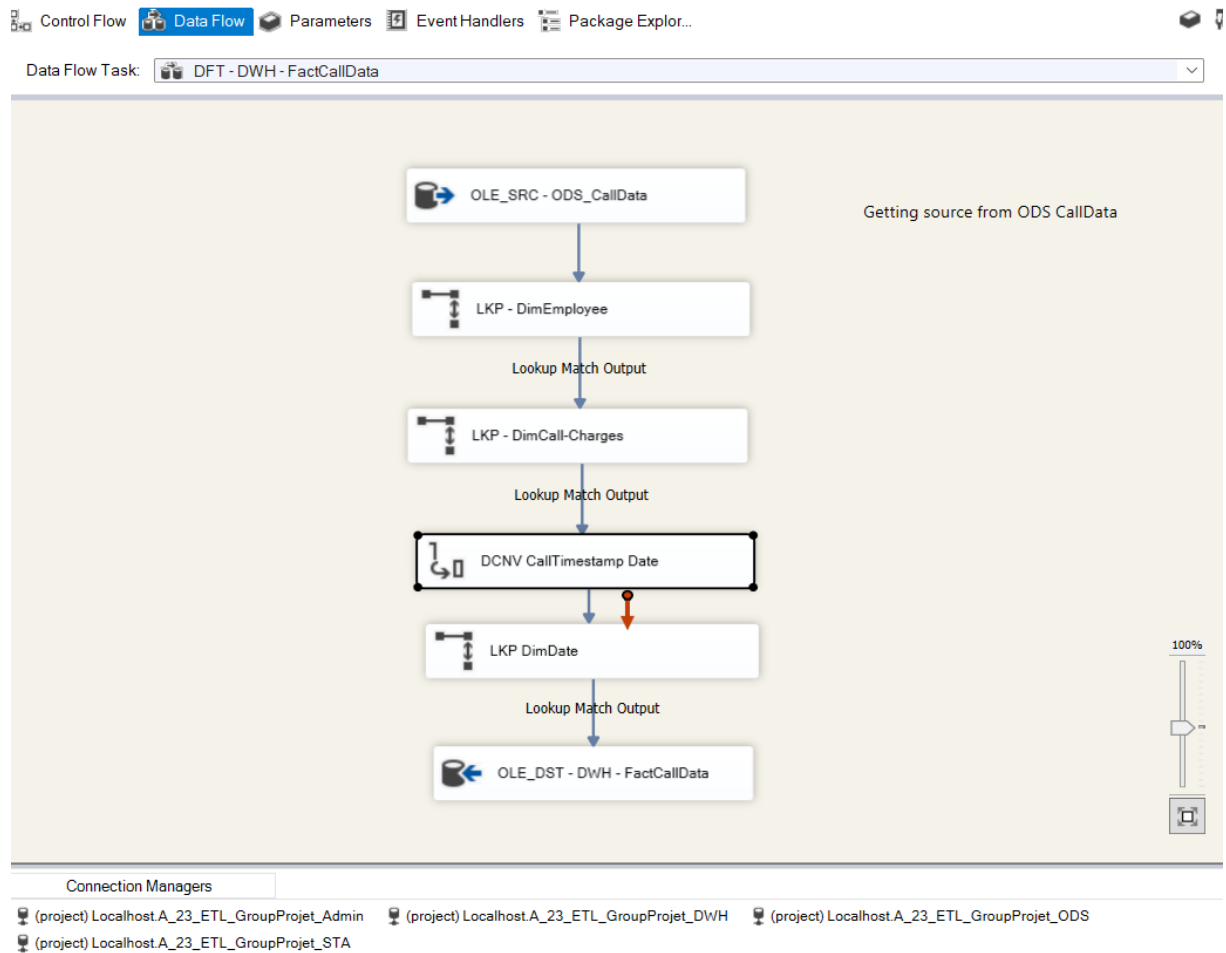 Control Flow Data Flow Parameters Event Handlers Package Explor...
Data Flow Task: DFT - DWH - FactCallData
OLE_SRC - ODS_CallData
Getting source from ODS CallData
LKP - DimEmployee
Lookup Match Output
LKP - DimCall-Charges
Lookup Match Output
DCNV CallTimestamp Date
LKP DimDate
100%
Lookup Match Output
OLE_DST - DWH - FactCallData
Connection Managers
(project) Localhost.A_23_ETL_GroupProjet_Admin (project) Localhost.A_23_ETL_GroupProjet_DWH (project) Localhost.A_23_ETL_GroupProjet_ODS
(project) Localhost.A_23_ETL_GroupProjet_STA